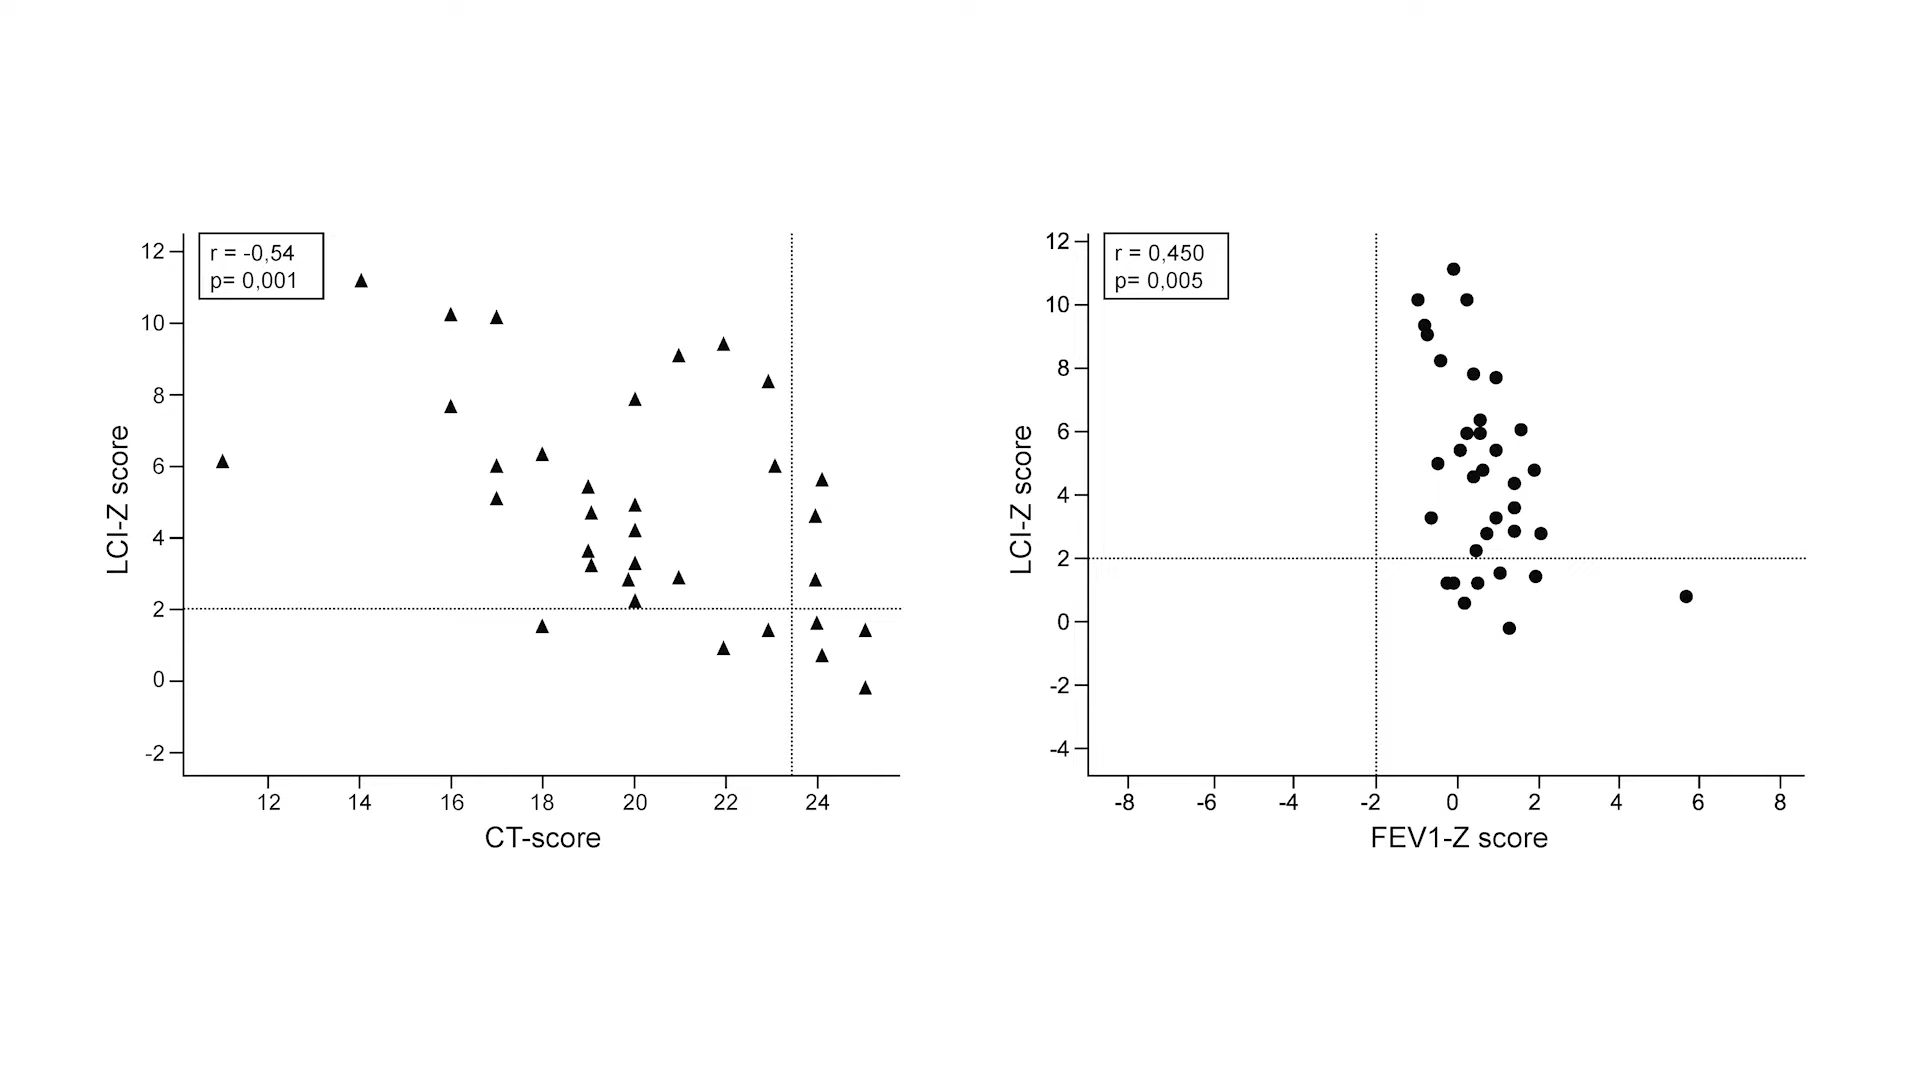 r = -0,54
p= 0,001
12
10
8
6
4
2
0
-2
LCI-Z score
12 14 16 18 20 22 24
CT-score
r = 0,450
p= 0,005
12
10
8
6
4
2
0
-2
-4
LCI-Z score
-8 -6 -4 -2 0 2 4 6 8
FEV1-Z score